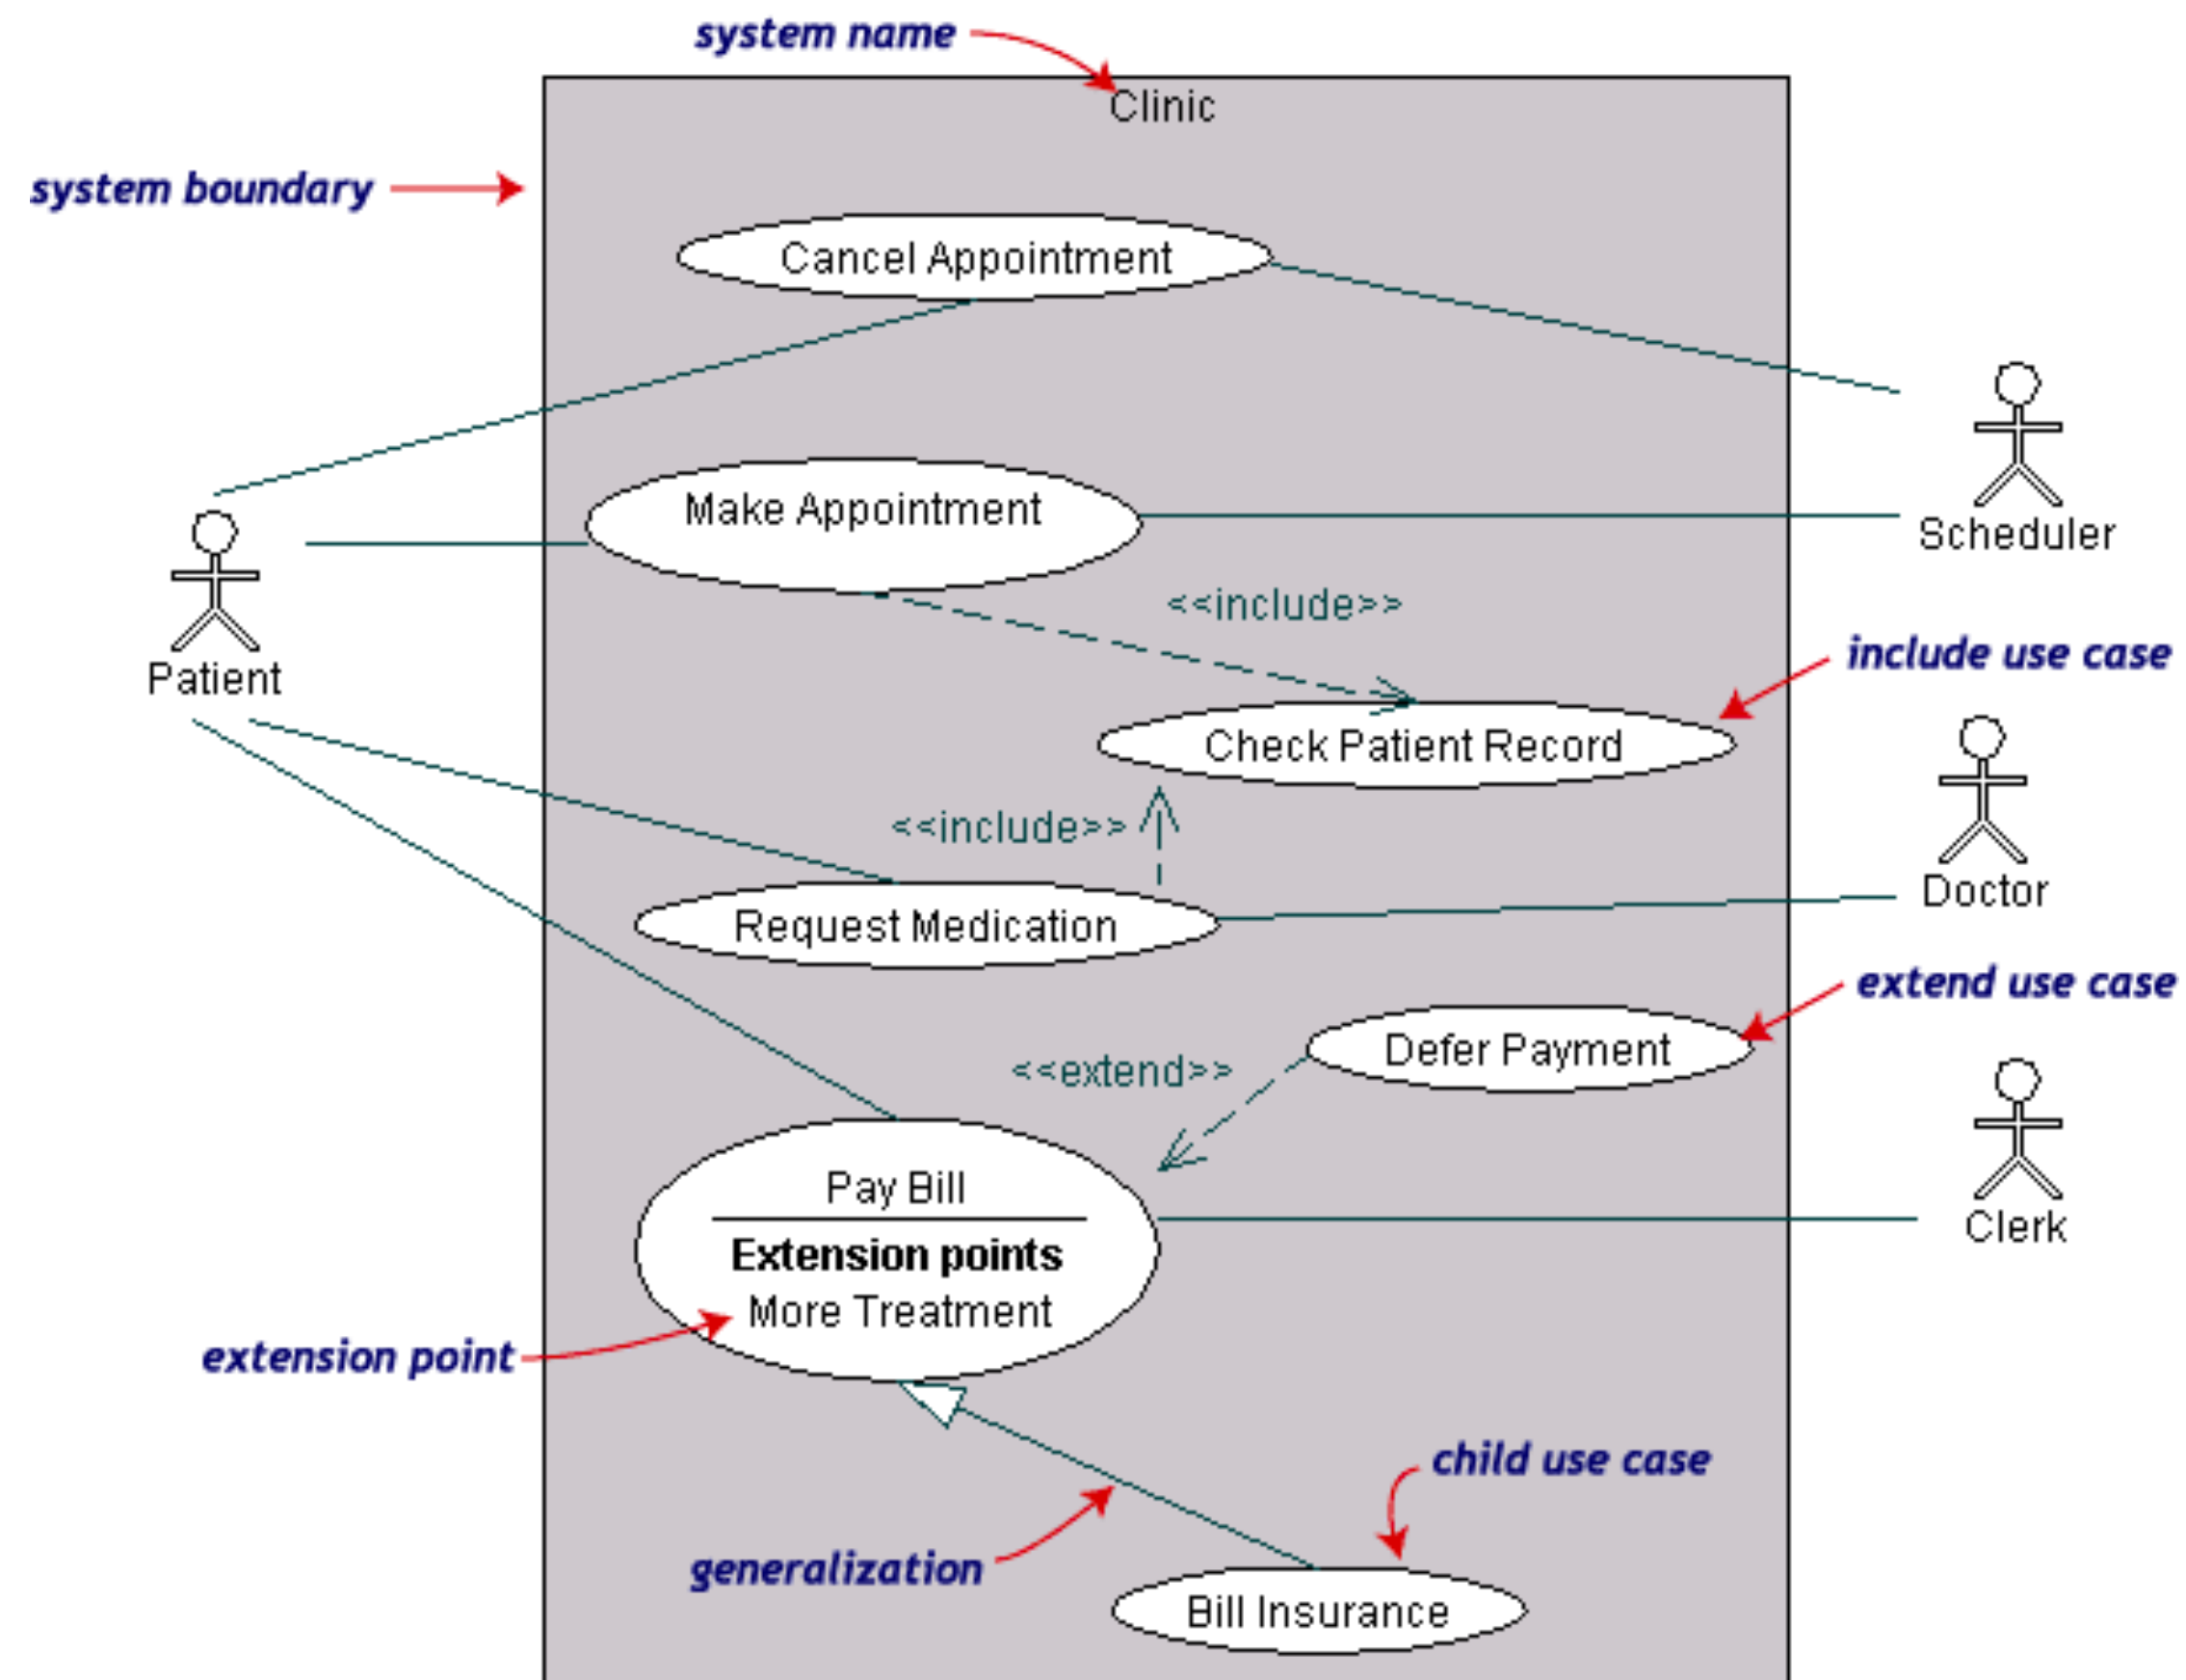 system name
Clinic
system boundary
Cancel Appointment
Make Appointment
Scheduler
<<include>>
include use case
Patient
Check Patient Record
<<include>>
Doctor
Request Medication
extend use case
Defer Payment
<<extend>>
Pay Bill
Clerk
Extension points
More Treatment
extension point
child use case
generalization
Bill Insurance